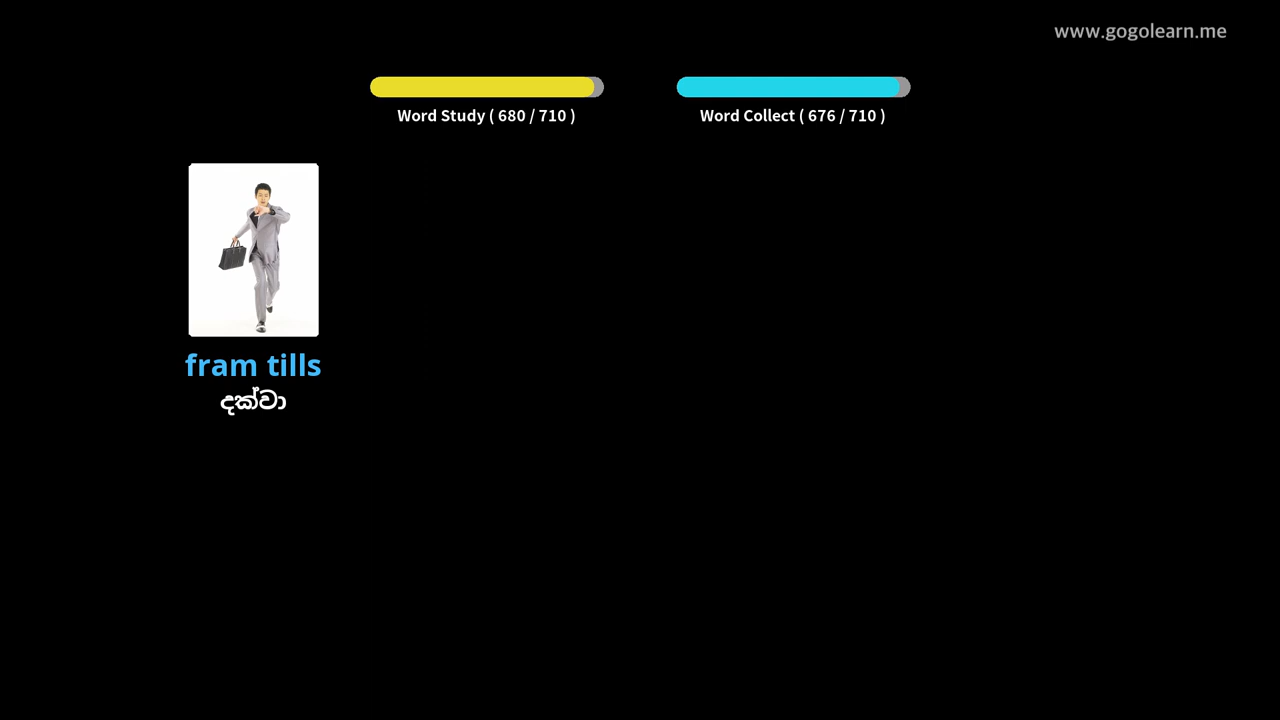 www.gogolearn.me
Word Study ( 680 / 710 )
Word Collect ( 676 / 710 )
fram tills
දක්වා